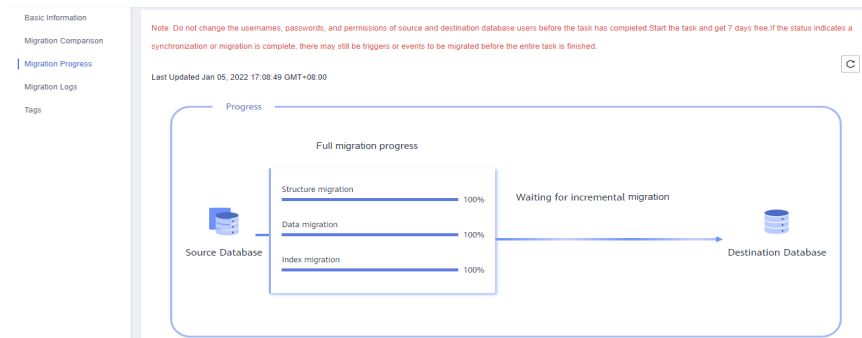 Basic Information
Migration Comparison
Migration Progress
Migration Logs
Tags
Note: Do not change the usernames, passwords, and permissions of source and destination database users before the task has completed.Start the task and get 7 days free.If the status indicates a
synchronization or migration is complete, there may still be triggers or events to be migrated before the entire task is finished.
Last Updated Jan 05, 2022 17:08:49 GMT+08:00
Progress
Full migration progress
Structure migration
100%
Data migration
100%
Index migration
100%
Waiting for incremental migration
Source Database
Destination Database